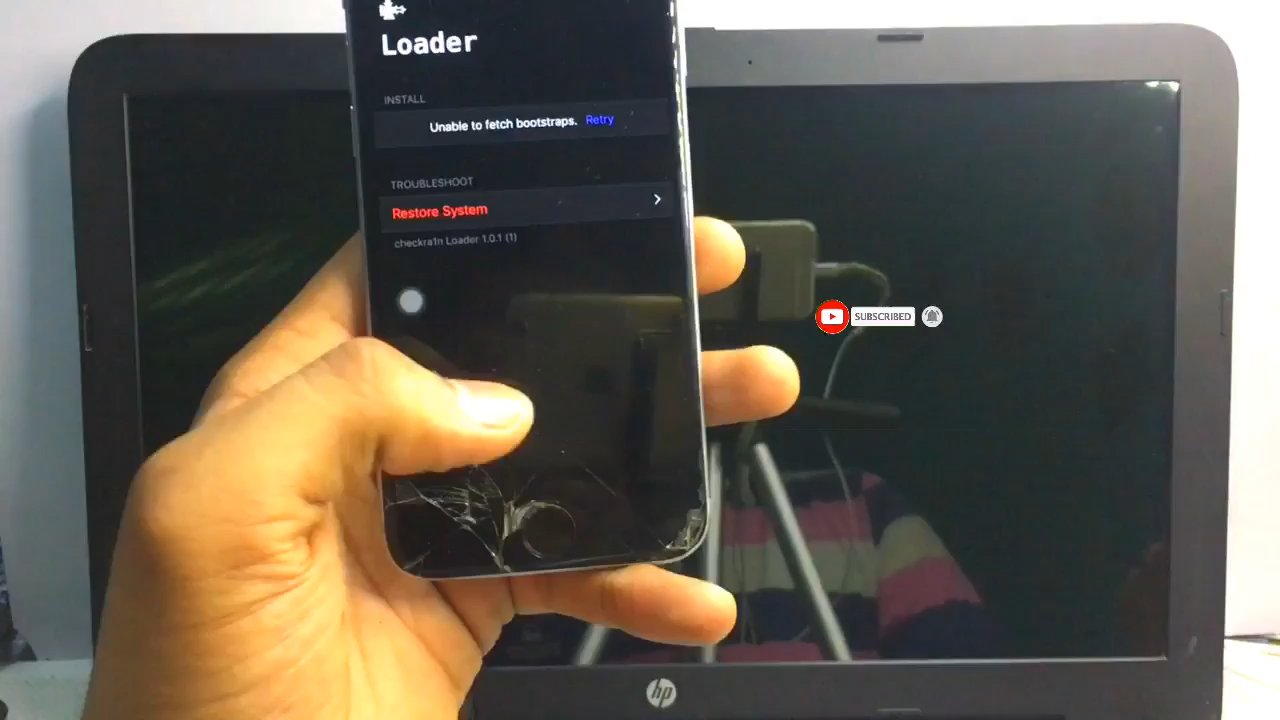 Loader
INSTALL
Unable to fetch bootstraps. Retry
TROUBLESHOOT
Restore System
checkra1n Loader 1.0.1 (1)
SUBSCRIBED
hp